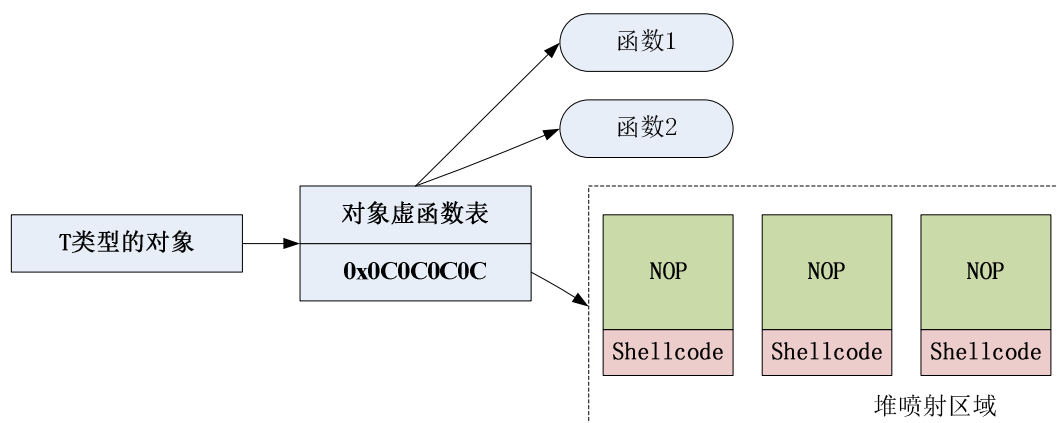 函数1
函数2
T类型的对象
对象虚函数表
0x0C0C0C0C
NOP
NOP
NOP
Shellcode
Shellcode
Shellcode
堆喷射区域